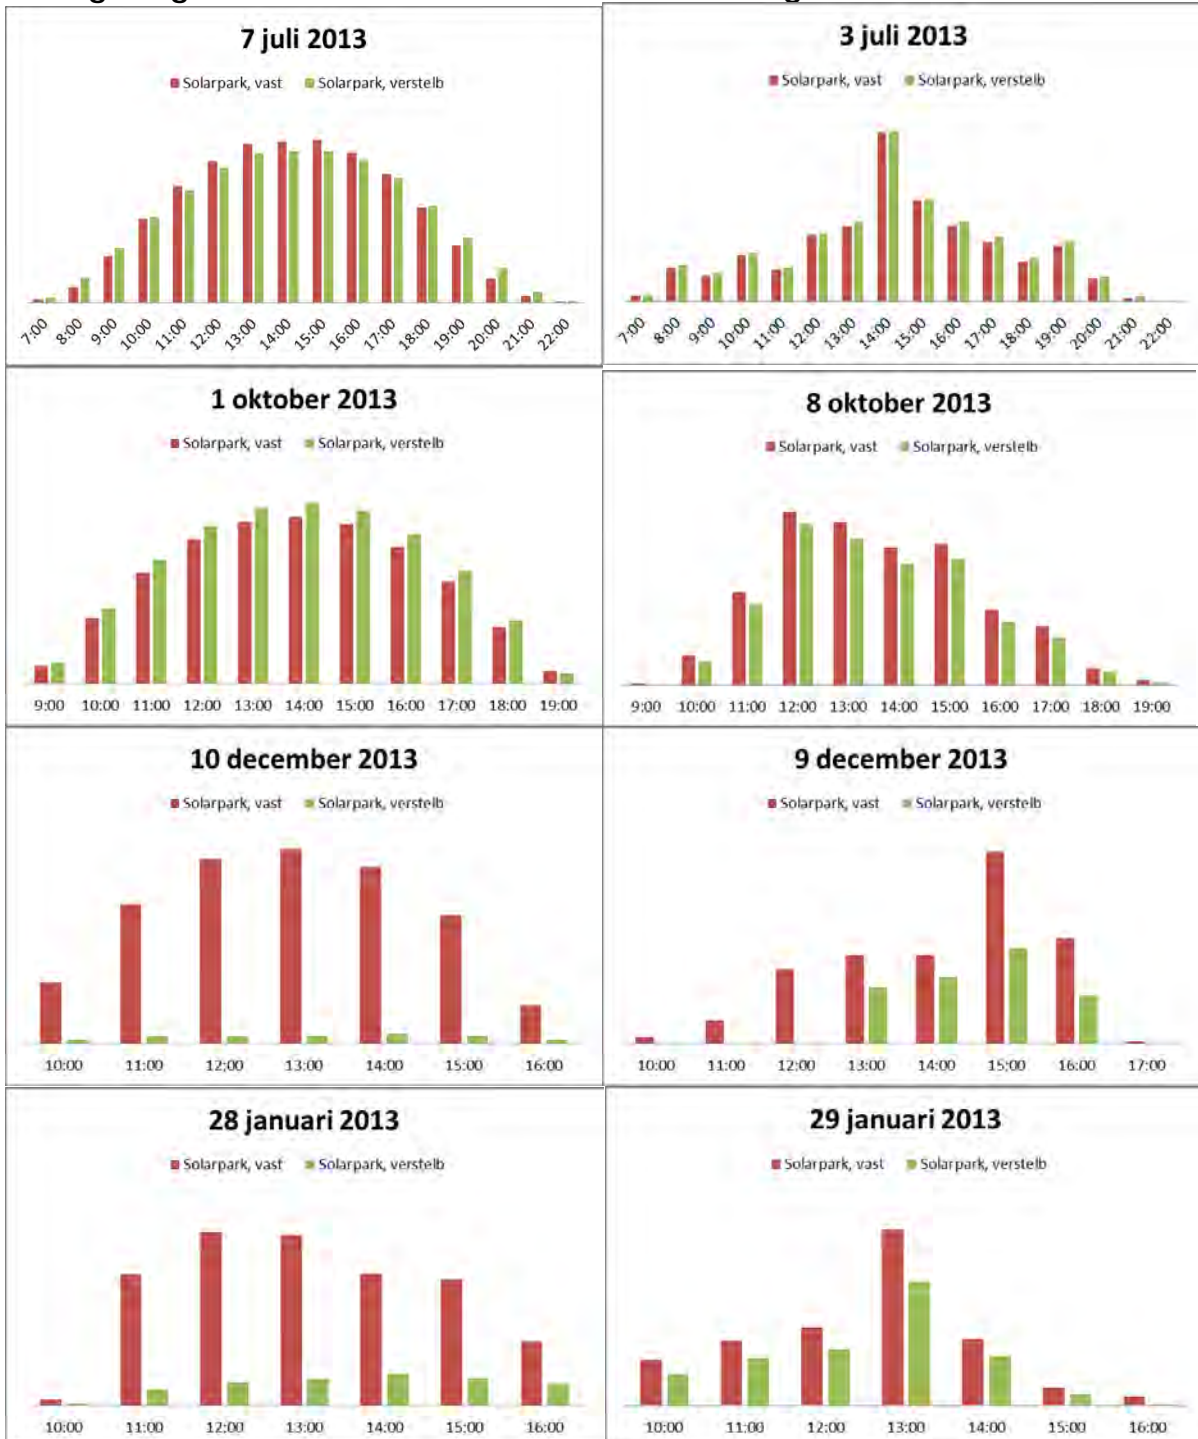 7 juli 2013
Solarpark, vast Solarpark, verstelb
7:00 8:00 9:00 10:00 11:00 12:00 13:00 14:00 15:00 16:00 17:00 18:00 19:00 20:00 21:00 22:00
3 juli 2013
Solarpark, vast Solarpark, verstelb
7:00 8:00 9:00 10:00 11:00 12:00 13:00 14:00 15:00 16:00 17:00 18:00 19:00 20:00 21:00 22:00
1 oktober 2013
Solarpark, vast Solarpark, verstelb
9:00 10:00 11:00 12:00 13:00 14:00 15:00 16:00 17:00 18:00 19:00
8 oktober 2013
Solarpark, vast Solarpark, verstelb
9:00 10:00 11:00 12:00 13:00 14:00 15:00 16:00 17:00 18:00 19:00
10 december 2013
Solarpark, vast Solarpark, verstelb
10:00 11:00 12:00 13:00 14:00 15:00 16:00
9 december 2013
Solarpark, vast Solarpark, verstelb
10:00 11:00 12:00 13:00 14:00 15:00 16:00 17:00
28 januari 2013
Solarpark, vast Solarpark, verstelb
10:00 11:00 12:00 13:00 14:00 15:00 16:00
29 januari 2013
Solarpark, vast Solarpark, verstelb
10:00 11:00 12:00 13:00 14:00 15:00 16:00